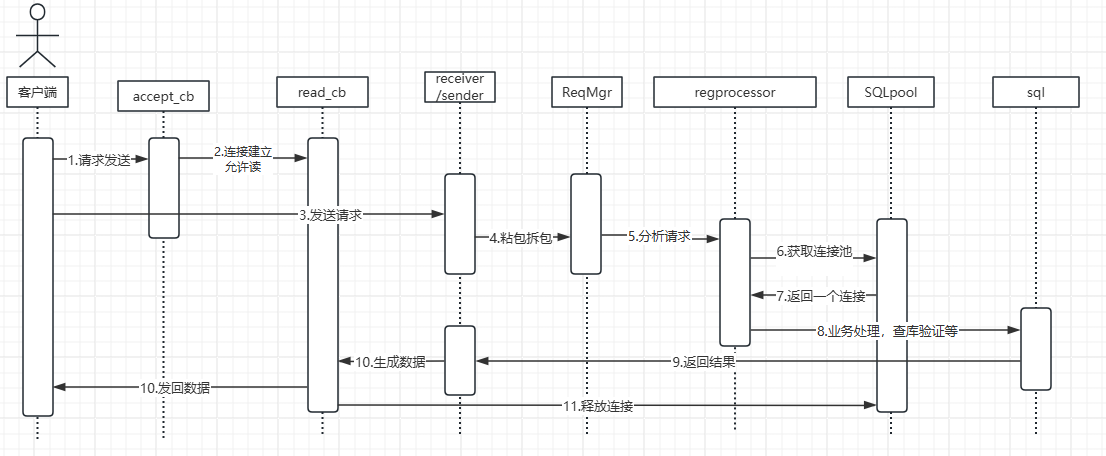 客户端
accept_cb
read_cb
receiver
/sender
ReqMgr
regprocessor
SQLpool
sql
1.请求发送
2.连接建立
允许读
3.发送请求
4.粘包拆包
5.分析请求
6.获取连接池
7.返回一个连接
8.业务处理，查库验证等
9.返回结果
10.生成数据
10.发回数据
11.释放连接